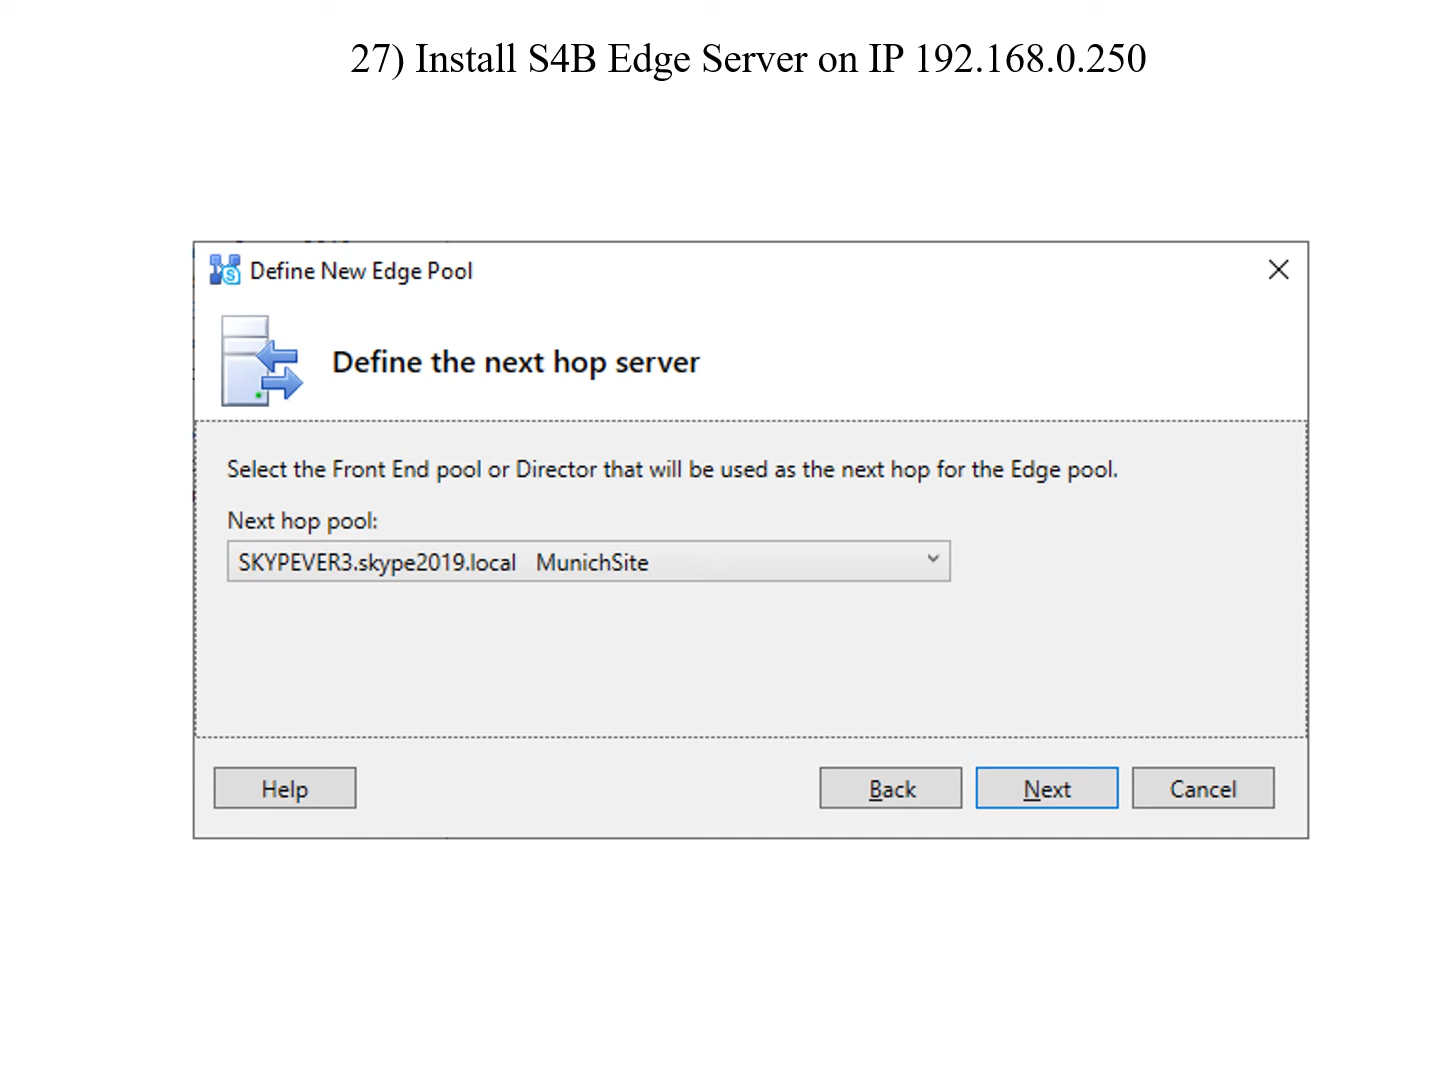 27) Install S4B Edge Server on IP 192.168.0.250
Define New Edge Pool
Define the next hop server
Select the Front End pool or Director that will be used as the next hop for the Edge pool.
Next hop pool:
SKYPEVER3.skype2019.local MunichSite
Help Back Next Cancel